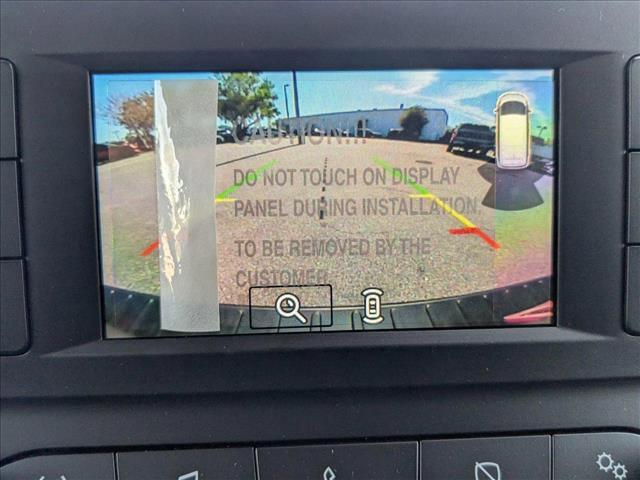 CAUTION!!!
DO NOT TOUCH ON DISPLAY
PANEL DURING INSTALLATION,
TO BE REMOVED BY THE
CUSTOMER